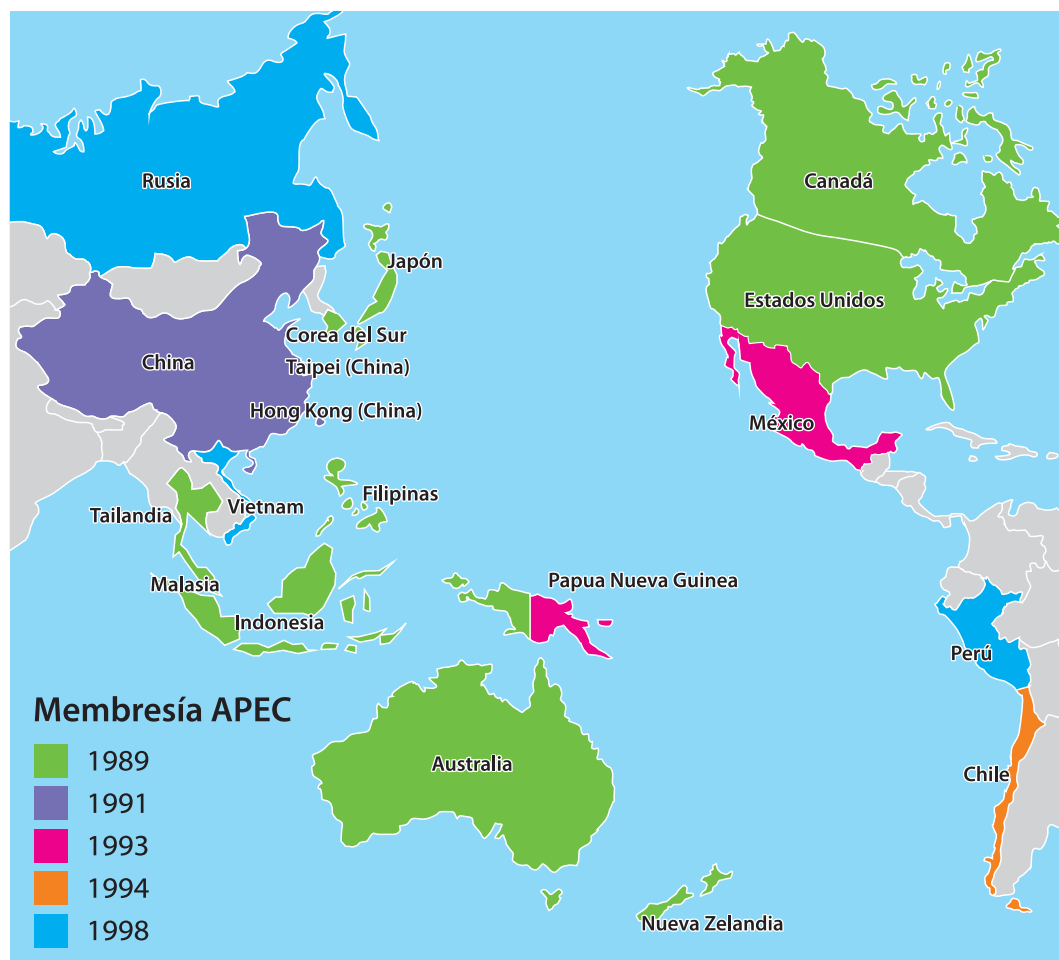 Rusia
Canadá
Japón
Estados Unidos
Corea del Sur
China
Taipei (China)
Hong Kong (China)
México
Filipinas
Vietnam
Tailandia
Malasia
Papua Nueva Guinea
Indonesia
Perú
Membresía APEC
1989
1991
1993
1994
1998
Australia
Chile
Nueva Zelandia